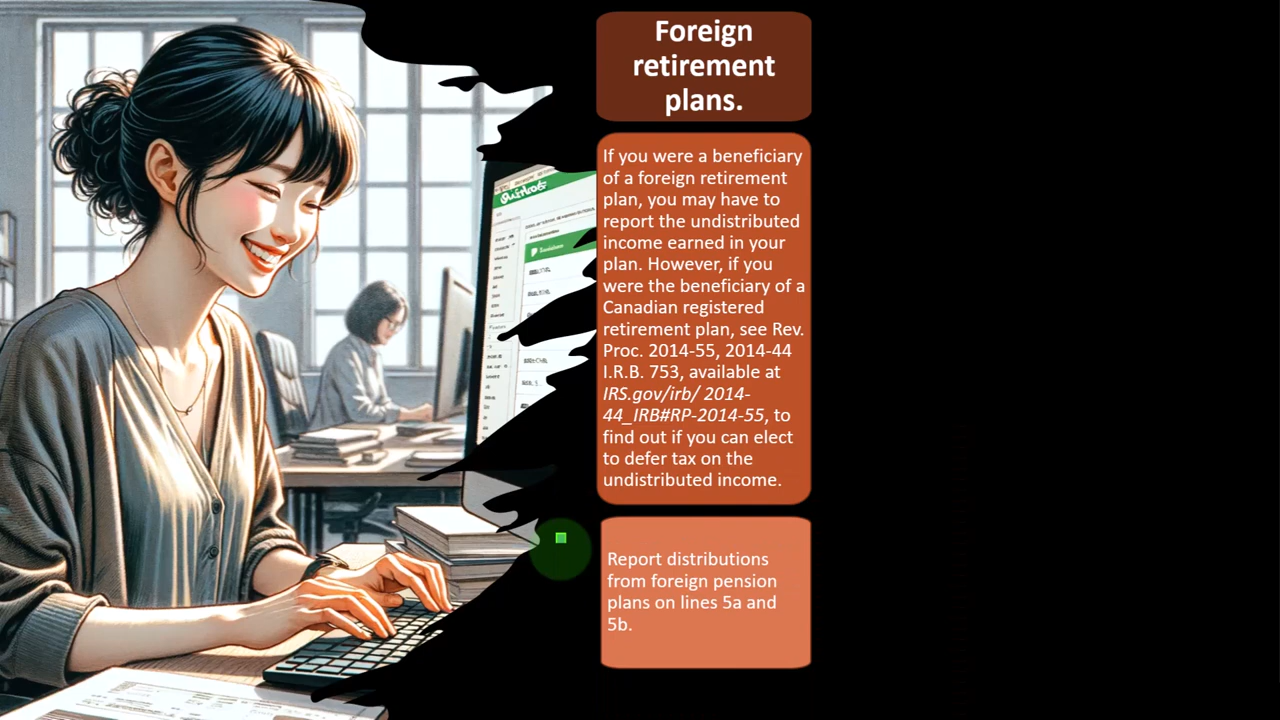 Foreign
retirement
plans.
If you were a beneficiary
of a foreign retirement
plan, you may have to
report the undistributed
income earned in your
plan. However, if you
were the beneficiary of a
Canadian registered
retirement plan, see Rev.
Proc. 2014-55, 2014-44
I.R.B. 753, available at
IRS.gov/irb/ 2014-
44_IRB#RP-2014-55, to
find out if you can elect
to defer tax on the
undistributed income.
Report distributions
from foreign pension
plans on lines 5a and
5b.